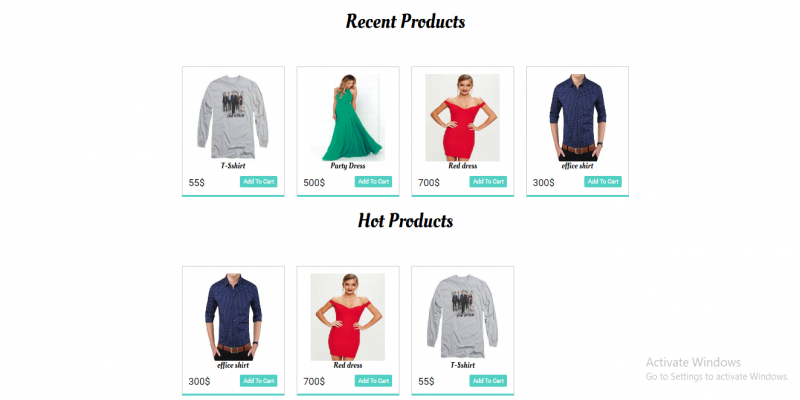 Recent Products
T-Sshirt
Party Dress
Red dress
office shirt
55$ Add To Cart
500$ Add To Cart
700$ Add To Cart
300$ Add To Cart
Hot Products
office shirt
Red dress
T-Sshirt
300$ Add To Cart
700$ Add To Cart
55$ Add To Cart
Activate Windows
Go to Settings to activate Windows.